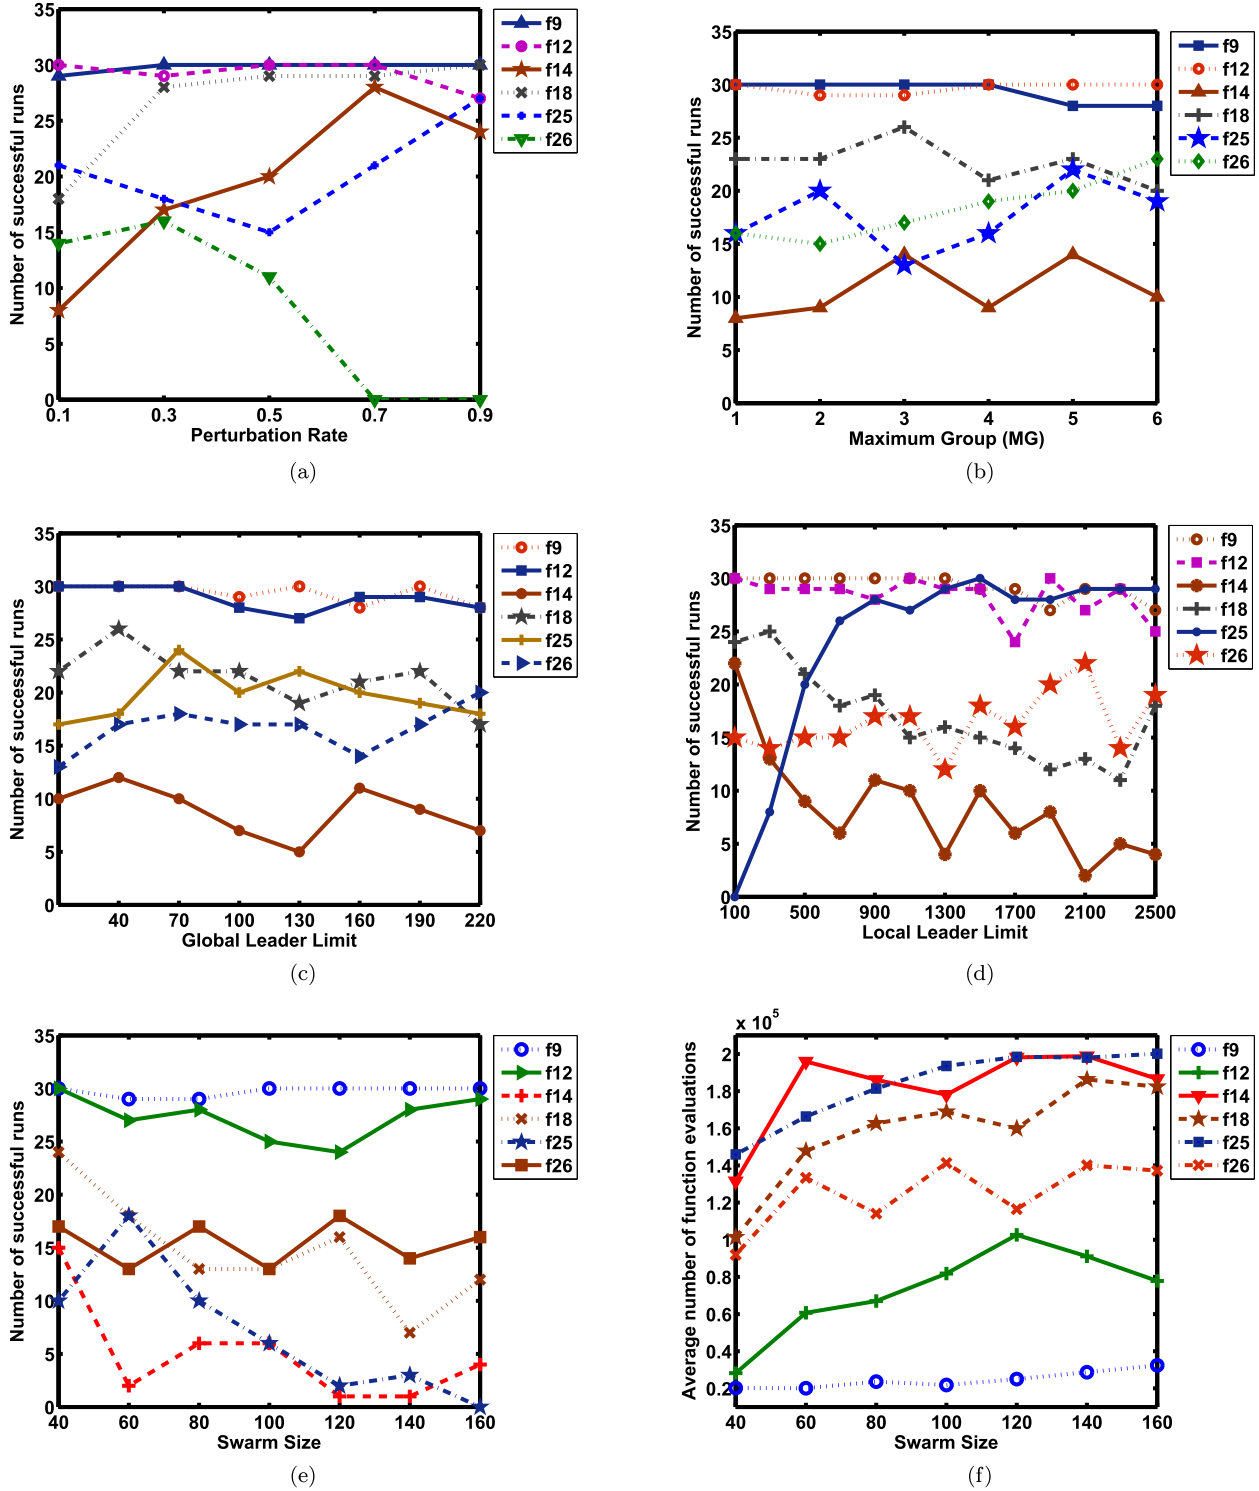 35
30
25
20
15
10
5
0
0.1 0.3 0.5 0.7 0.9
Number of successful runs
Perturbation Rate
f9
f12
f14
f18
f25
f26
(a)
35
30
25
20
15
10
5
0
1 2 3 4 5 6
Number of successful runs
Maximum Group (MG)
f9
f12
f14
f18
f25
f26
(b)
35
30
25
20
15
10
5
0
40 70 100 130 160 190 220
Number of successful runs
Global Leader Limit
f9
f12
f14
f18
f25
f26
(c)
35
30
25
20
15
10
5
0
100 500 900 1300 1700 2100 2500
Number of successful runs
Local Leader Limit
f9
f12
f14
f18
f25
f26
(d)
35
30
25
20
15
10
5
0
40 60 80 100 120 140 160
Number of successful runs
Swarm Size
f9
f12
f14
f18
f25
f26
(e)
x 10^5
2
1.8
1.6
1.4
1.2
1
0.8
0.6
0.4
0.2
40 60 80 100 120 140 160
Average number of function evaluations
Swarm Size
f9
f12
f14
f18
f25
f26
(f)